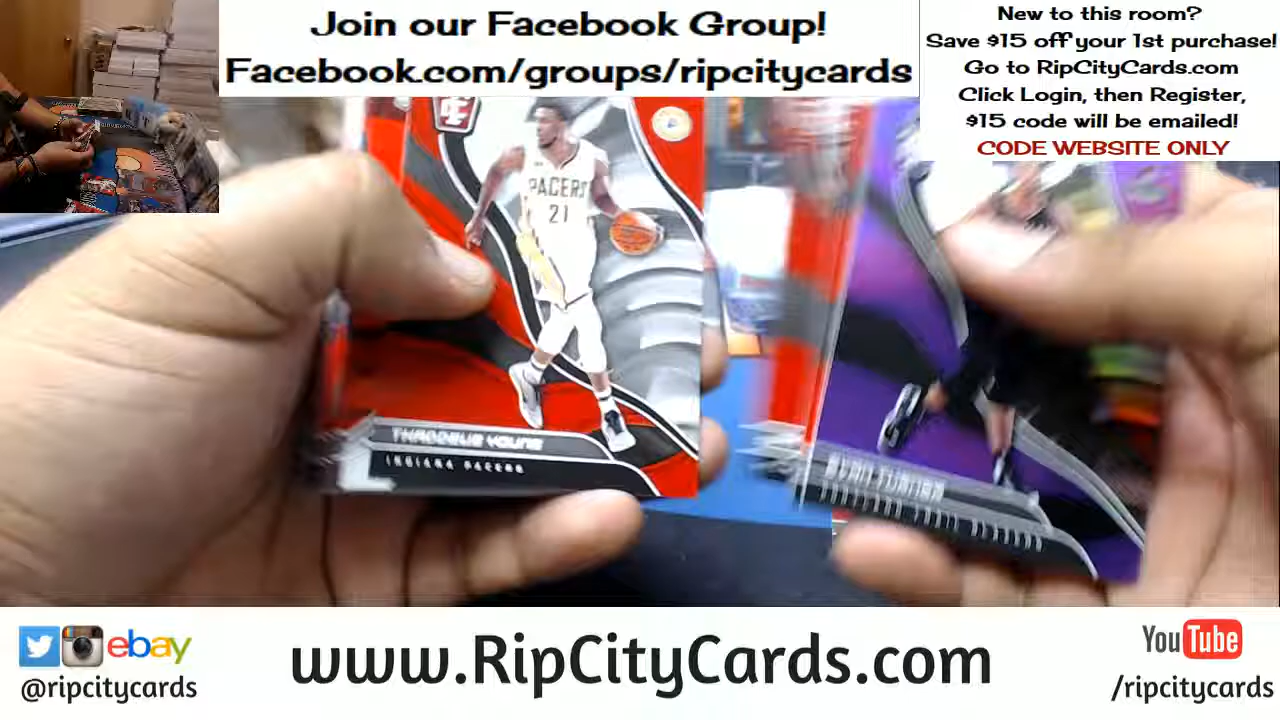 Join our Facebook Group!
Facebook.com/groups/ripcitycards
New to this room?
Save $15 off your 1st purchase!
Go to RipCityCards.com
Click Login, then Register,
$15 code will be emailed!
CODE WEBSITE ONLY
PACERS
21
THADDEUS YOUNG
INDIANA PACERS
ebay
@ripcitycards
www.RipCityCards.com
YouTube
/ripcitycards